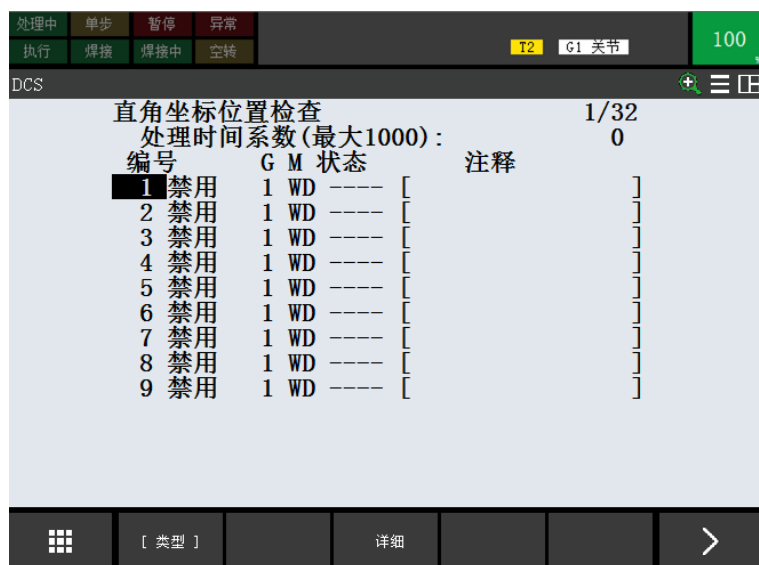 处理中 单步 暂停 异常
执行 焊接 焊接中 空转 T2 G1 关节 100
DCS
直角坐标位置检查 1/32
处理时间系数(最大1000): 0
编号 G M 状态 注释
1 禁用 1 WD ---- [ ]
2 禁用 1 WD ---- [ ]
3 禁用 1 WD ---- [ ]
4 禁用 1 WD ---- [ ]
5 禁用 1 WD ---- [ ]
6 禁用 1 WD ---- [ ]
7 禁用 1 WD ---- [ ]
8 禁用 1 WD ---- [ ]
9 禁用 1 WD ---- [ ]
[ 类型 ] 详细